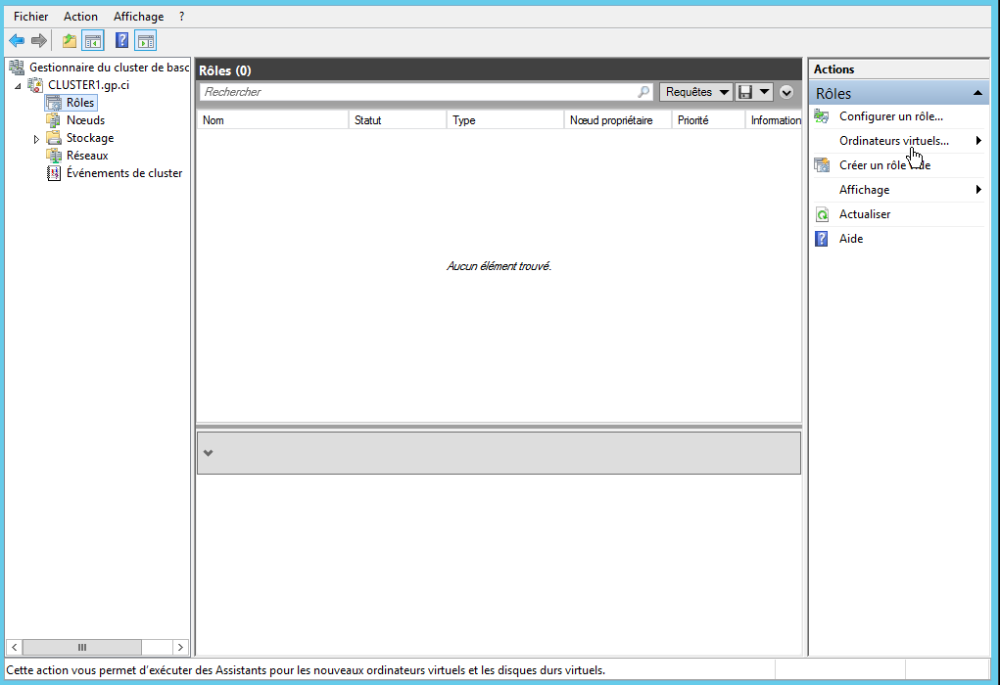 Fichier Action Affichage ?
Gestionnaire du cluster de basc
CLUSTER1.gp.ci
Rôles
Nœuds
Stockage
Réseaux
Événements de cluster
Rôles (0)
Rechercher
Requêtes
Nom Statut Type Nœud propriétaire Priorité Information
Aucun élément trouvé.
Actions
Rôles
Configurer un rôle...
Ordinateurs virtuels...
Créer un rôle
Affichage
Actualiser
Aide
Cette action vous permet d'exécuter des Assistants pour les nouveaux ordinateurs virtuels et les disques durs virtuels.